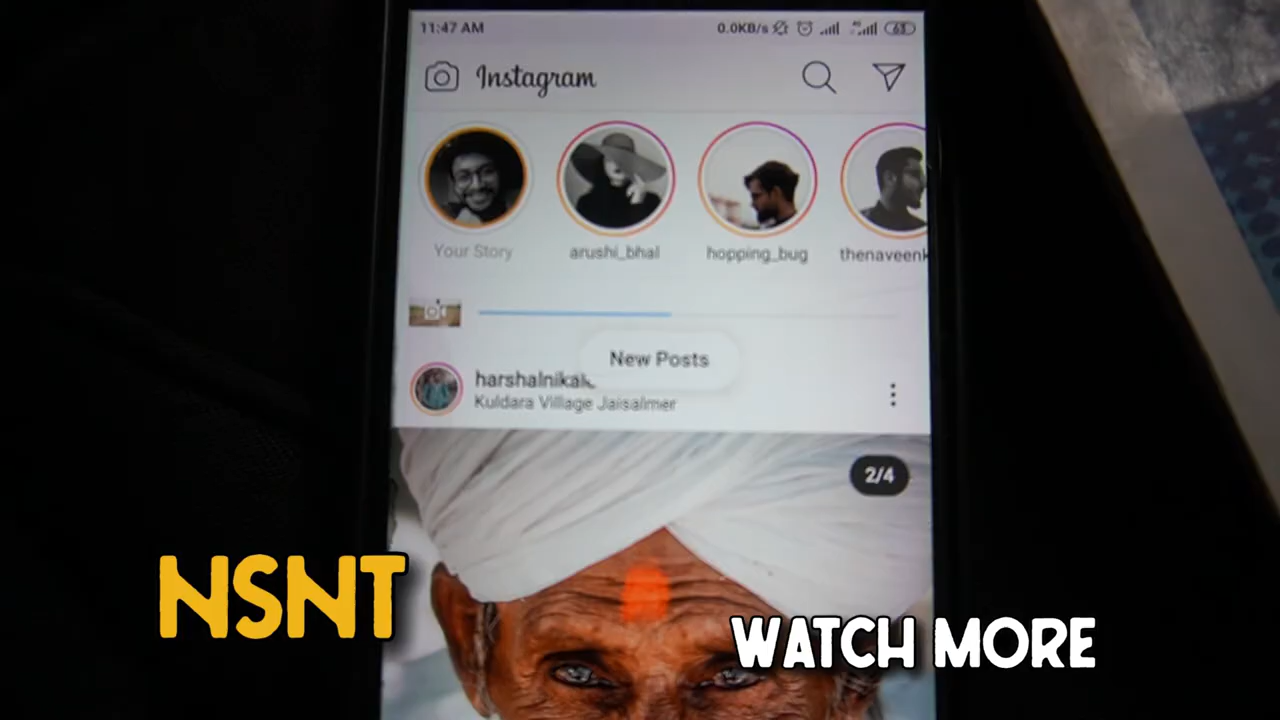 11:47 AM
0.0KB/s
63
Instagram
Your Story
arushi_bhal
hopping_bug
thenaveenk
New Posts
Kuldara Village Jaisalmer
2/4
NSNT
WATCH MORE